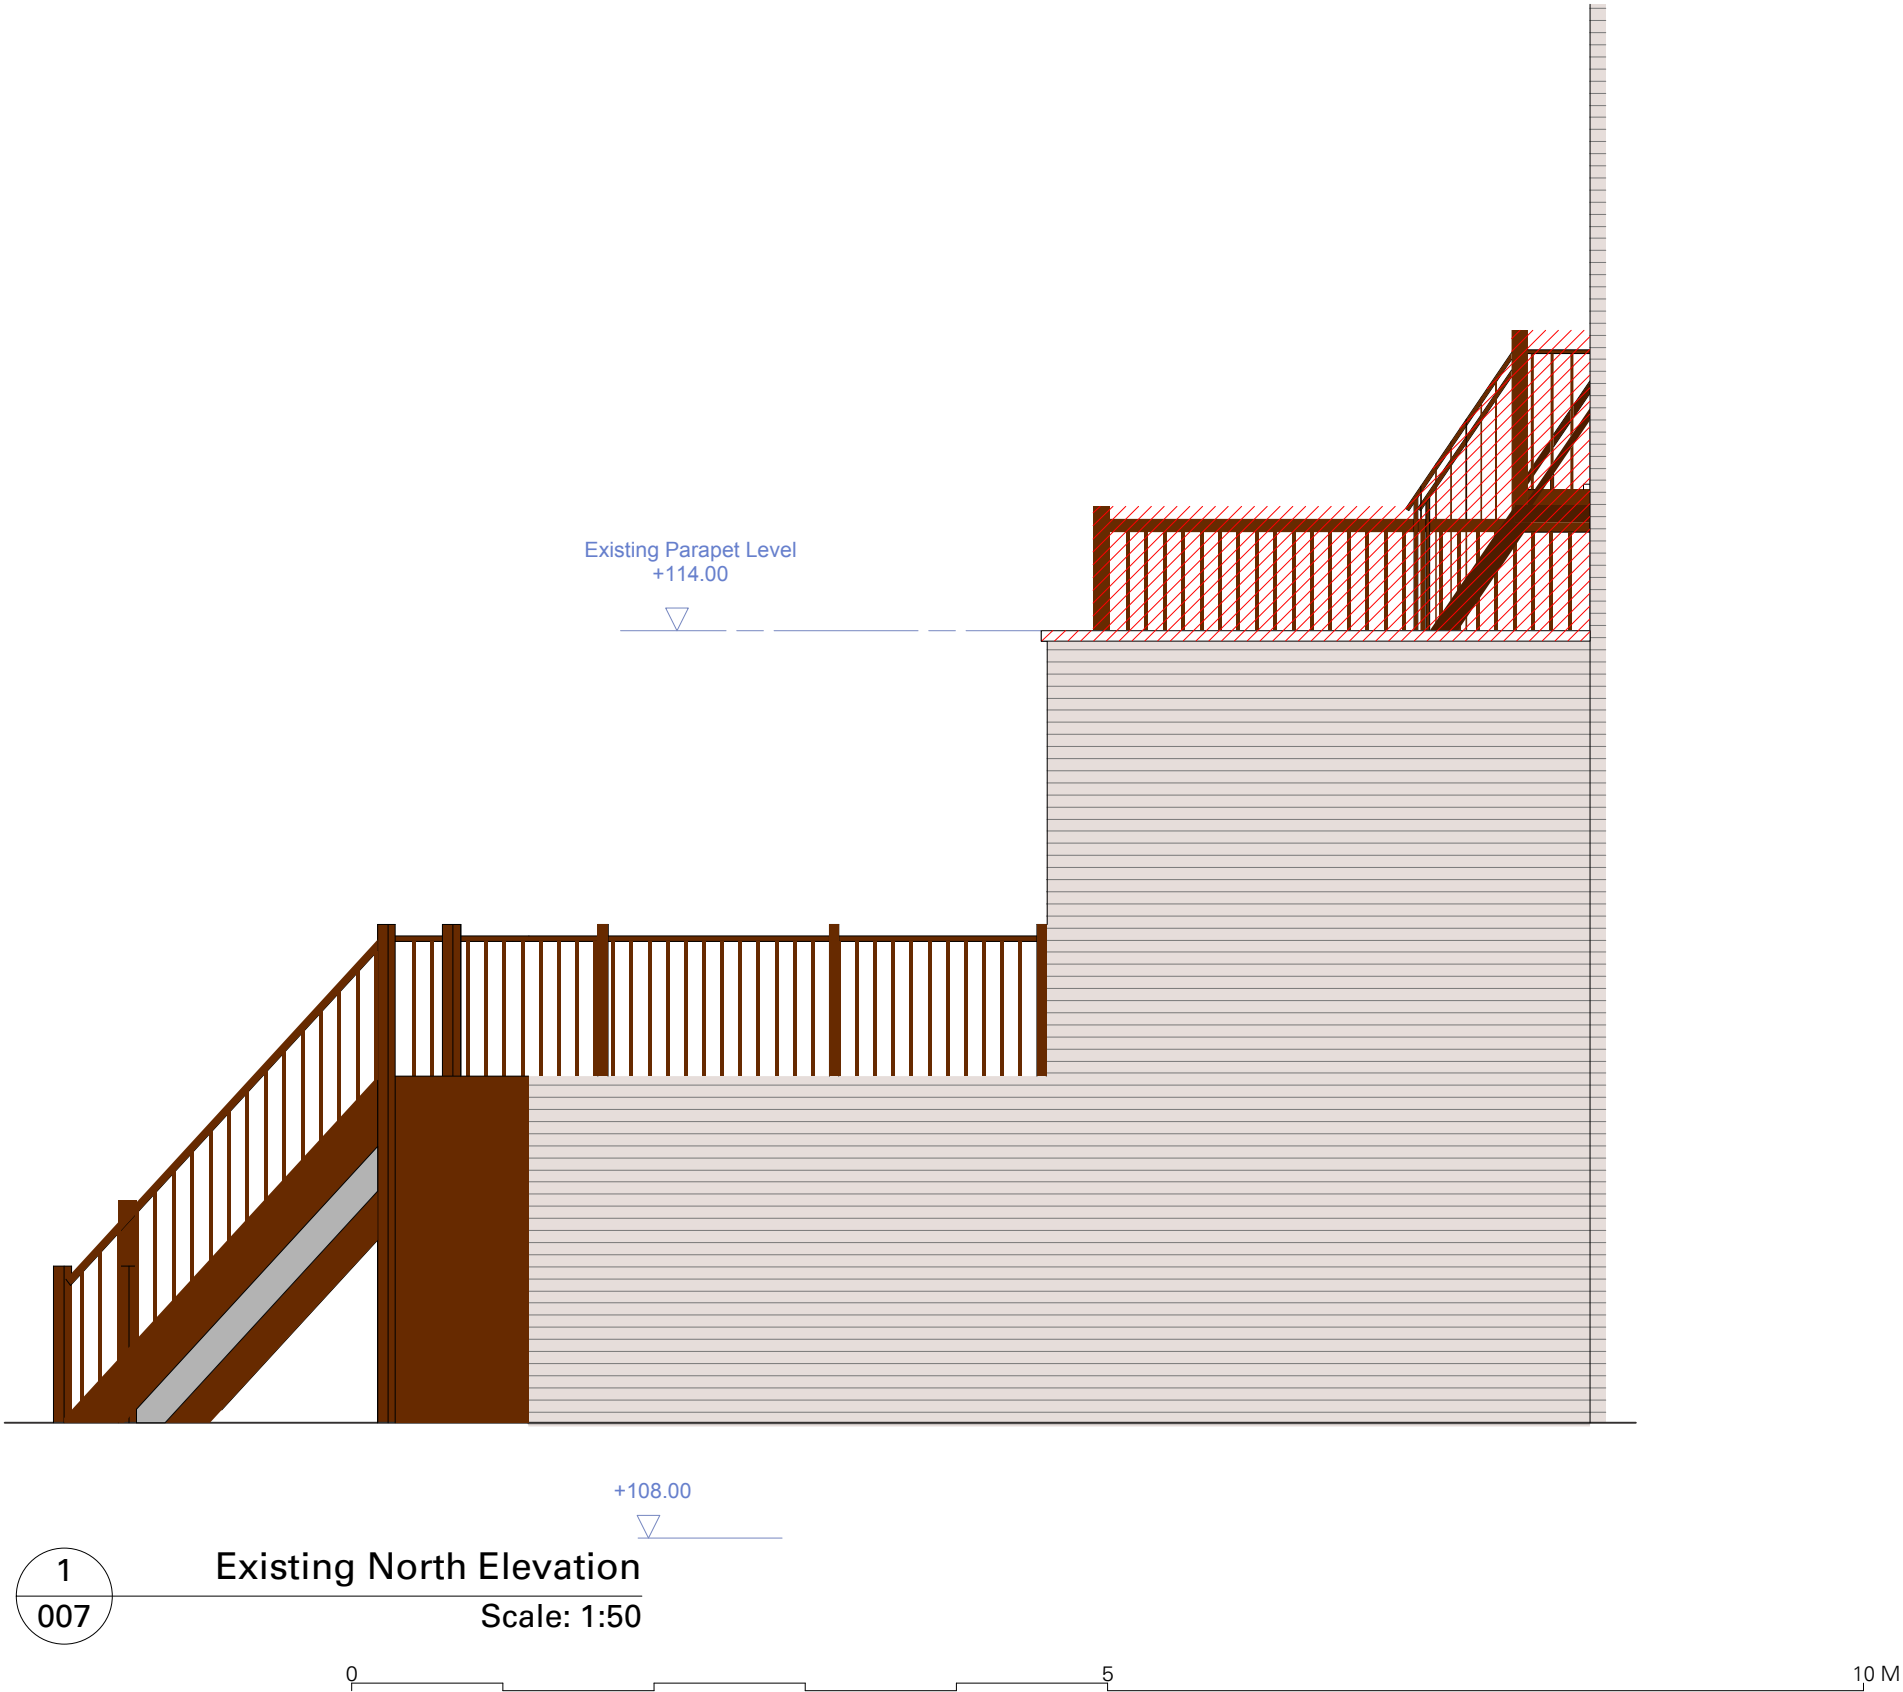 Existing Parapet Level
+114.00
+108.00
1
007
Existing North Elevation
Scale: 1:50
0
5
10 M